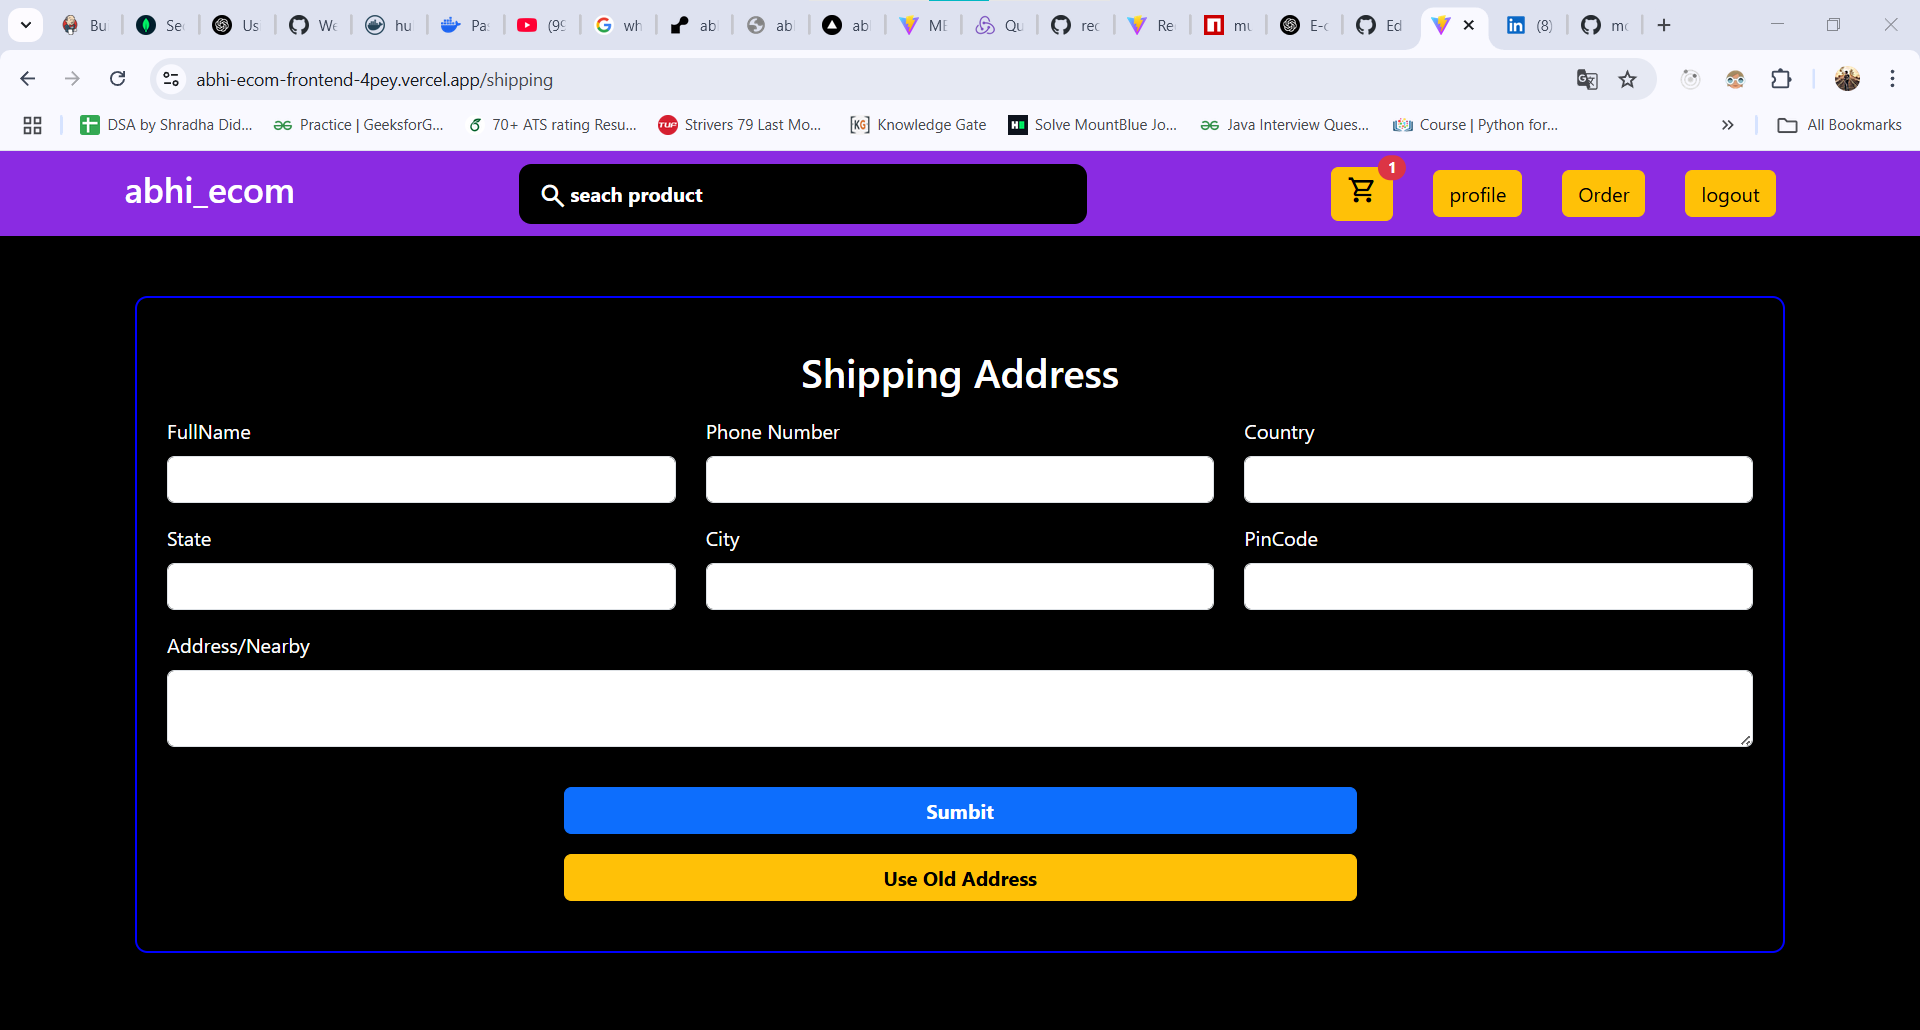 Bu Se Us We hu Pa (99 wh ab ab ab ME Qu rec Re mu E-c Ed (8) mc
abhi-ecom-frontend-4pey.vercel.app/shipping
DSA by Shradha Did... Practice | GeeksforG... 70+ ATS rating Resu... TUF Strivers 79 Last Mo... [KG] Knowledge Gate Solve MountBlue Jo... Java Interview Ques... Course | Python for... » All Bookmarks
abhi_ecom seach product 1 profile Order logout
Shipping Address
FullName Phone Number Country
State City PinCode
Address/Nearby
Sumbit
Use Old Address